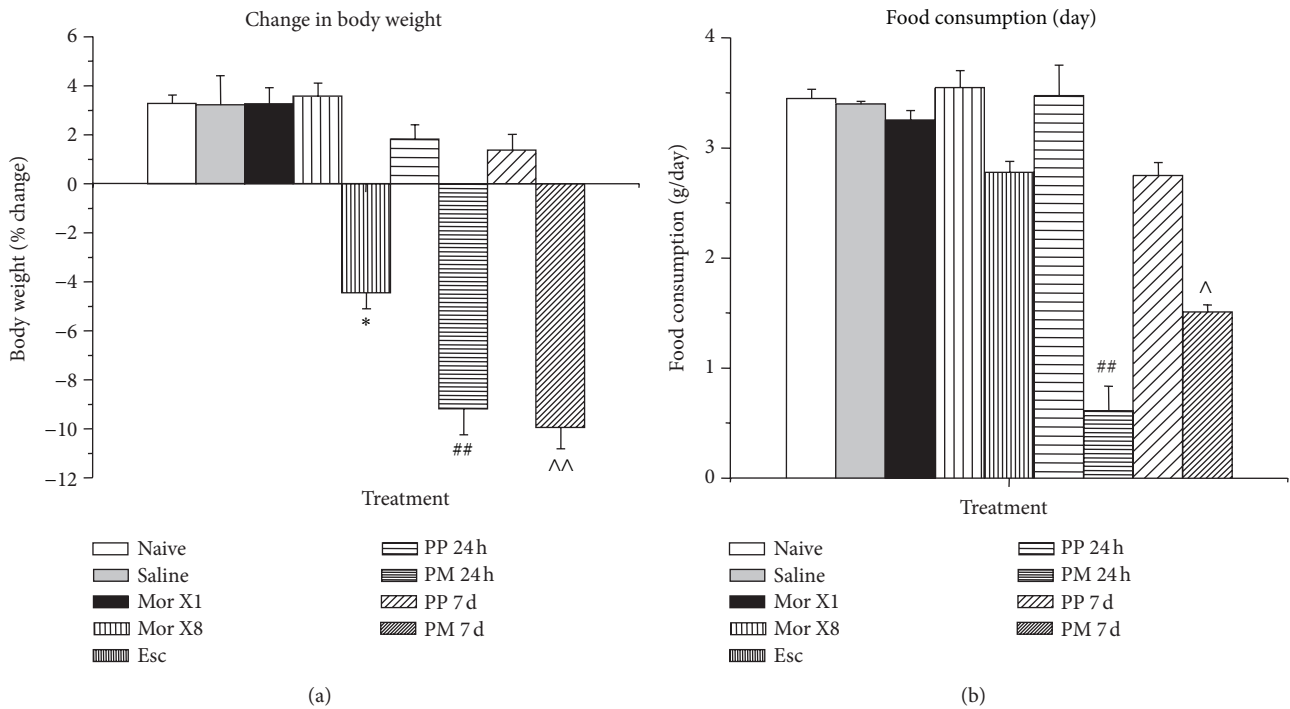 Change in body weight
6
4
2
0
−2
−4
−6
−8
−10
−12
Body weight (% change)
*
##
^^
Treatment
Naive
Saline
Mor X1
Mor X8
Esc
PP 24 h
PM 24 h
PP 7 d
PM 7 d
(a)
Food consumption (day)
4
3
2
1
0
Food consumption (g/day)
##
^
Treatment
Naive
Saline
Mor X1
Mor X8
Esc
PP 24 h
PM 24 h
PP 7 d
PM 7 d
(b)